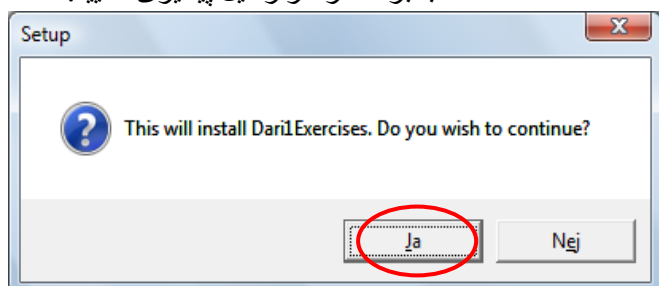 Setup
This will install Dari1Exercises. Do you wish to continue?
Ja
Nej